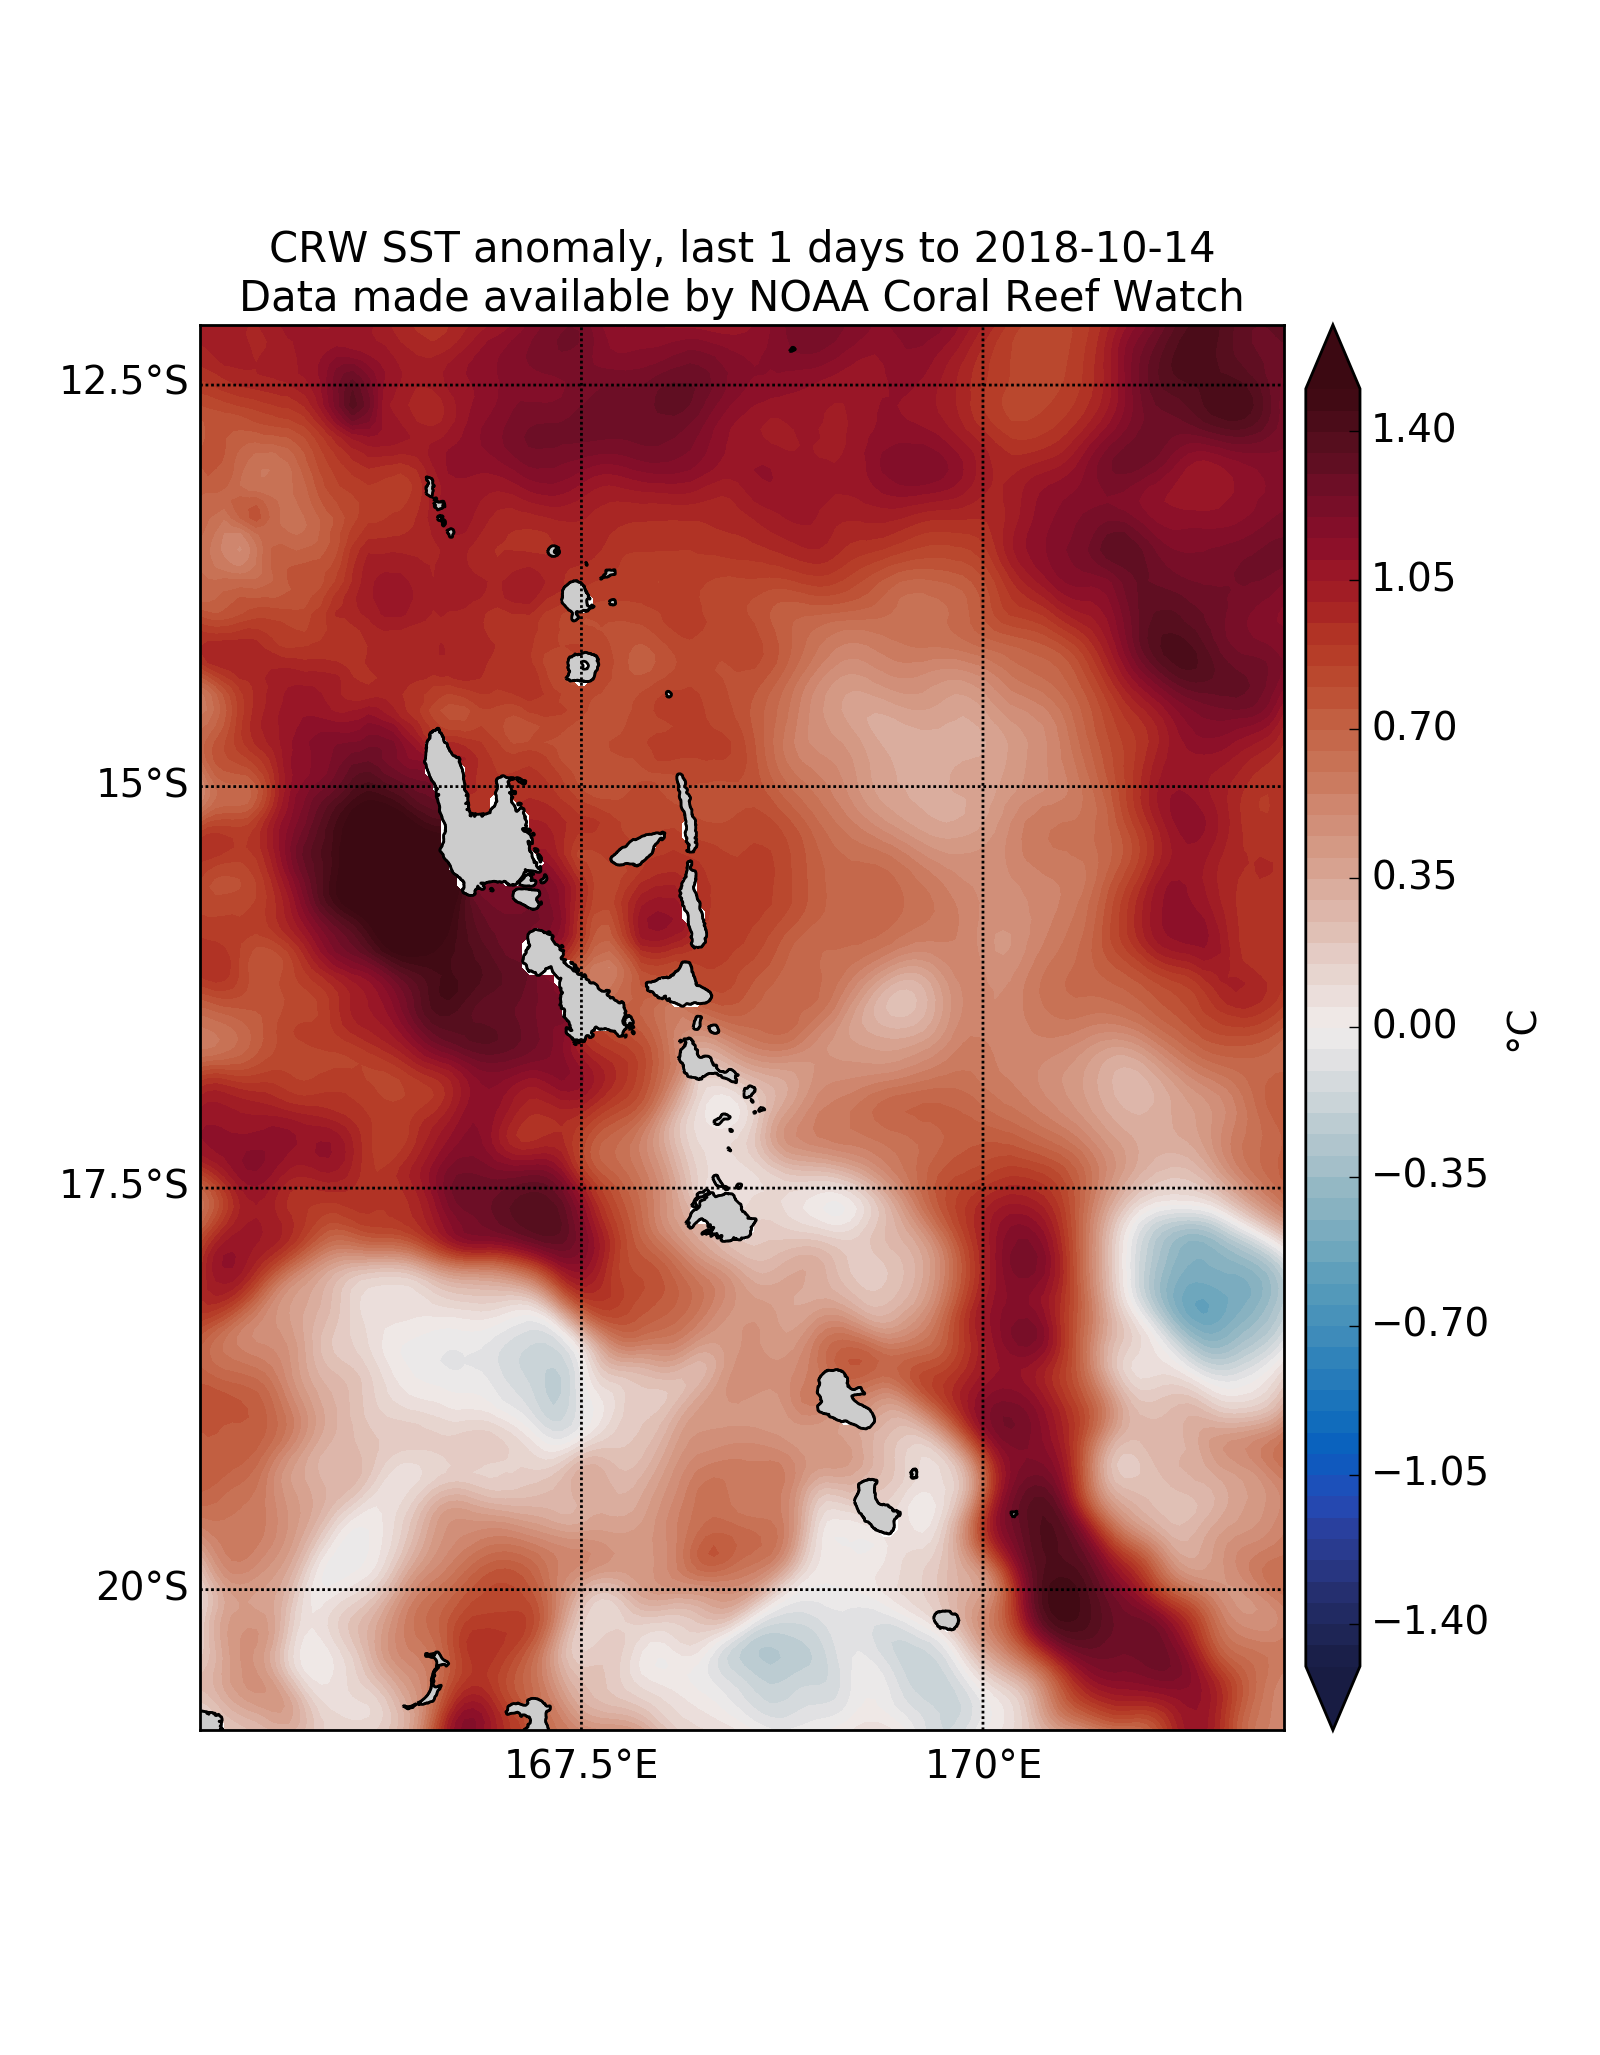 CRW SST anomaly, last 1 days to 2018-10-14
Data made available by NOAA Coral Reef Watch
12.5°S
15°S
17.5°S
20°S
167.5°E
170°E
1.40
1.05
0.70
0.35
0.00
−0.35
−0.70
−1.05
−1.40
°C